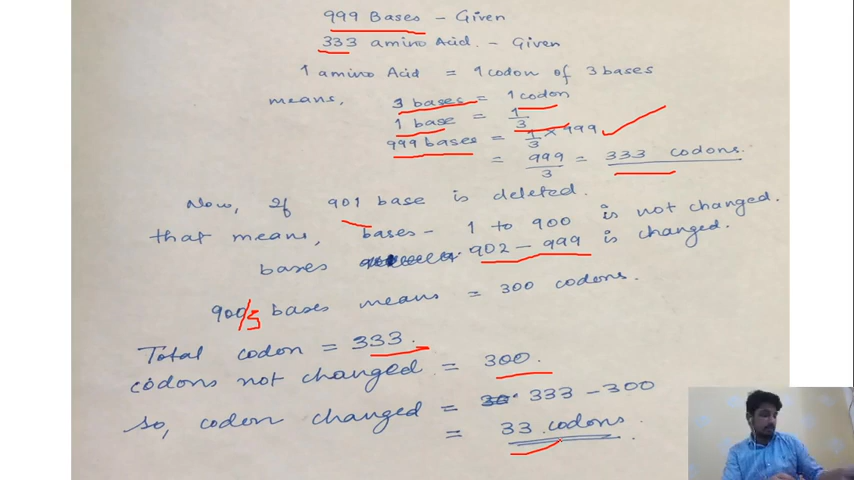 999 Bases - Given
333 amino Acid. - Given
1 amino Acid = 1 codon of 3 bases
means, 3 bases = 1 codon
1 base = 1/3
999 bases = 1/3 × 999
= 999/3 = 333 codons.
Now, If 901 base is deleted.
that means, bases - 1 to 900 is not changed.
bases 902 - 999 is changed.
900/3 bases means = 300 codons.
Total codon = 333.
codons not changed = 300.
so, codon changed = 333 - 300
= 33 codons.